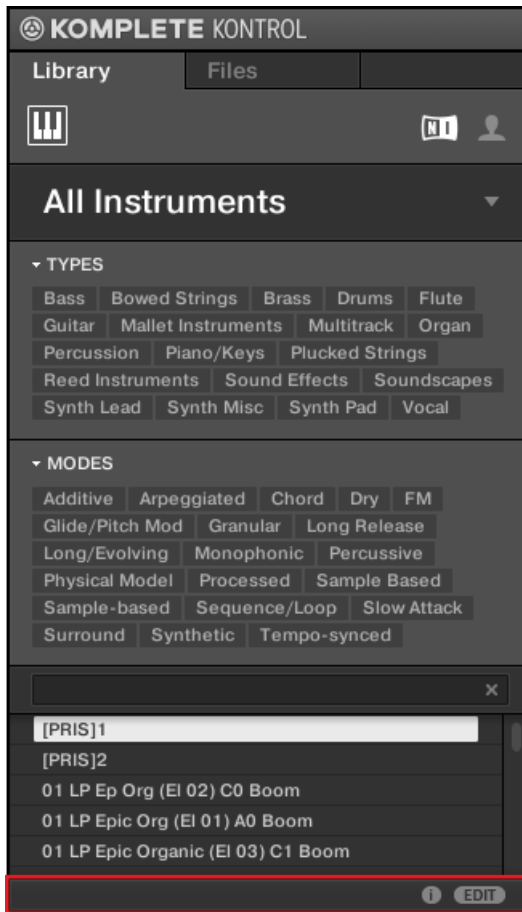 KOMPLETE KONTROL
Library Files
NI
All Instruments
TYPES
Bass Bowed Strings Brass Drums Flute
Guitar Mallet Instruments Multitrack Organ
Percussion Piano/Keys Plucked Strings
Reed Instruments Sound Effects Soundscapes
Synth Lead Synth Misc Synth Pad Vocal
MODES
Additive Arpeggiated Chord Dry FM
Glide/Pitch Mod Granular Long Release
Long/Evolving Monophonic Percussive
Physical Model Processed Sample Based
Sample-based Sequence/Loop Slow Attack
Surround Synthetic Tempo-synced
[PRIS]1
[PRIS]2
01 LP Ep Org (El 02) C0 Boom
01 LP Epic Org (El 01) A0 Boom
01 LP Epic Organic (El 03) C1 Boom
i EDIT